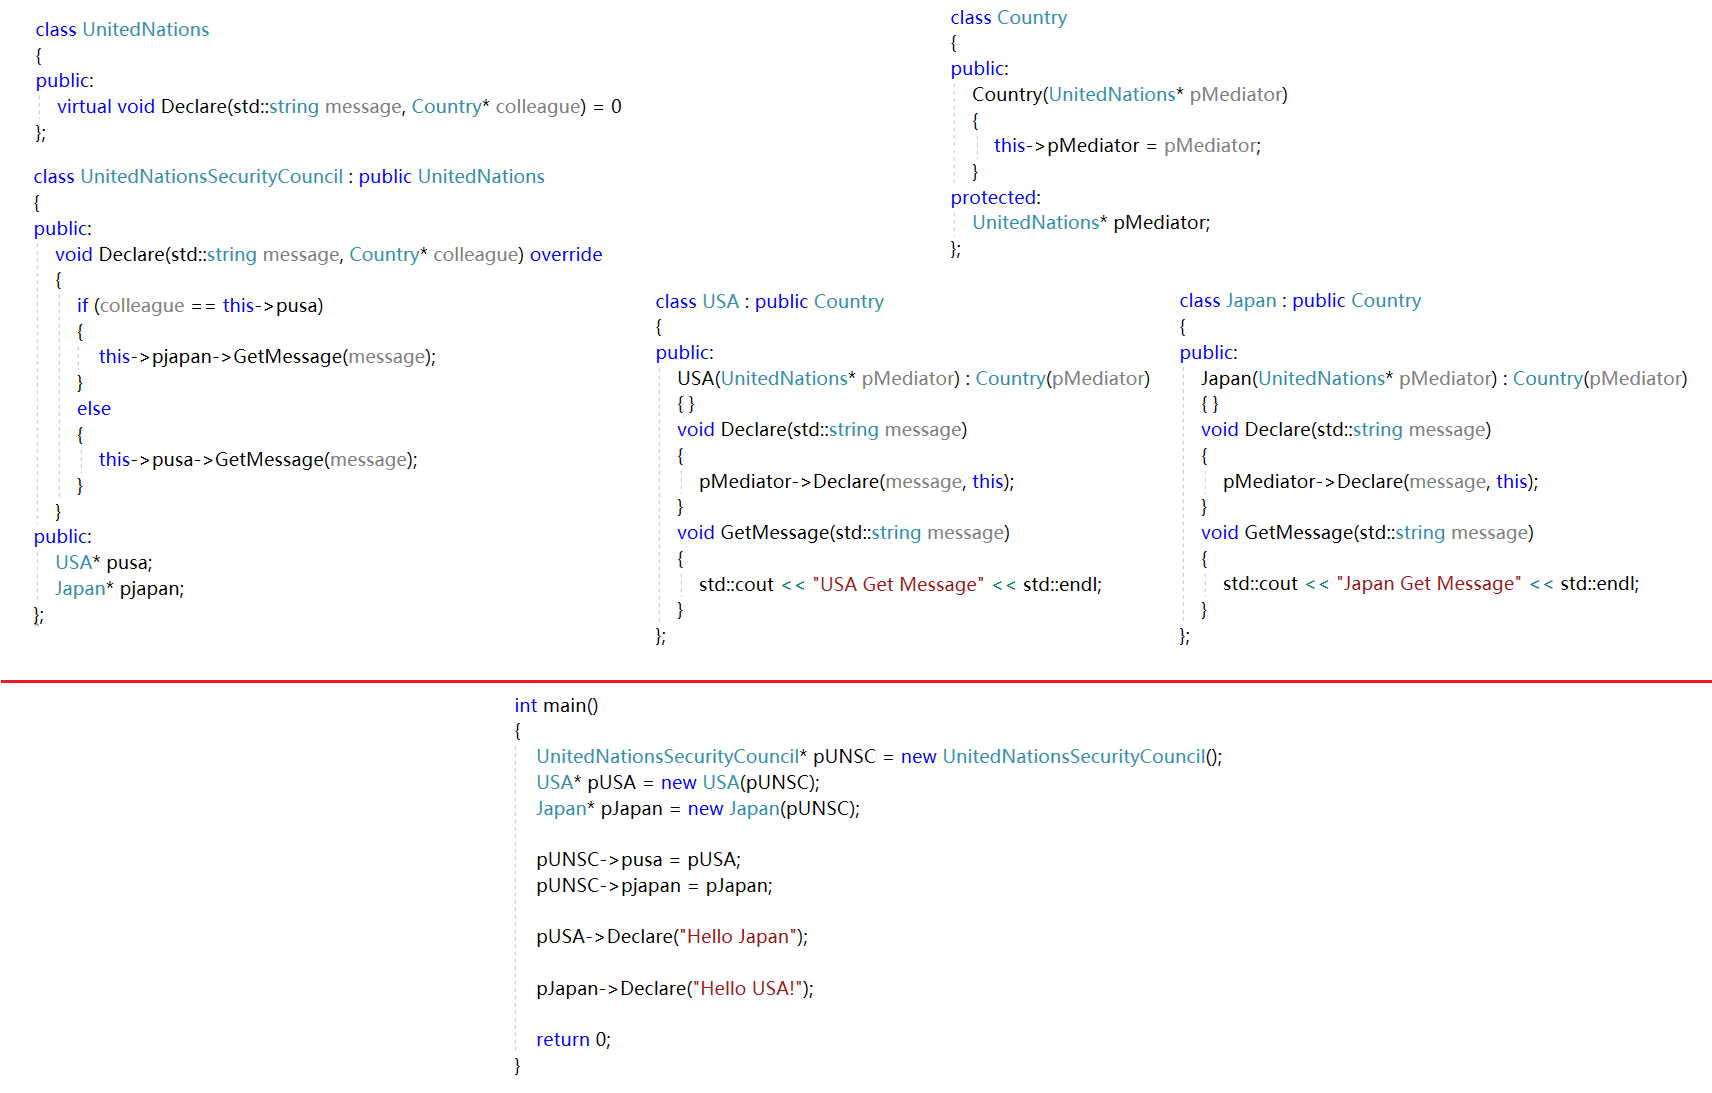 class UnitedNations
{
public:
virtual void Declare(std::string message, Country* colleague) = 0
};
class UnitedNationsSecurityCouncil : public UnitedNations
{
public:
void Declare(std::string message, Country* colleague) override
{
if (colleague == this->pusa)
{
this->pjapan->GetMessage(message);
}
else
{
this->pusa->GetMessage(message);
}
}
public:
USA* pusa;
Japan* pjapan;
};
class Country
{
public:
Country(UnitedNations* pMediator)
{
this->pMediator = pMediator;
}
protected:
UnitedNations* pMediator;
};
class USA : public Country
{
public:
USA(UnitedNations* pMediator) : Country(pMediator)
{ }
void Declare(std::string message)
{
pMediator->Declare(message, this);
}
void GetMessage(std::string message)
{
std::cout << "USA Get Message" << std::endl;
}
};
class Japan : public Country
{
public:
Japan(UnitedNations* pMediator) : Country(pMediator)
{ }
void Declare(std::string message)
{
pMediator->Declare(message, this);
}
void GetMessage(std::string message)
{
std::cout << "Japan Get Message" << std::endl;
}
};
int main()
{
UnitedNationsSecurityCouncil* pUNSC = new UnitedNationsSecurityCouncil();
USA* pUSA = new USA(pUNSC);
Japan* pJapan = new Japan(pUNSC);
pUNSC->pusa = pUSA;
pUNSC->pjapan = pJapan;
pUSA->Declare("Hello Japan");
pJapan->Declare("Hello USA!");
return 0;
}